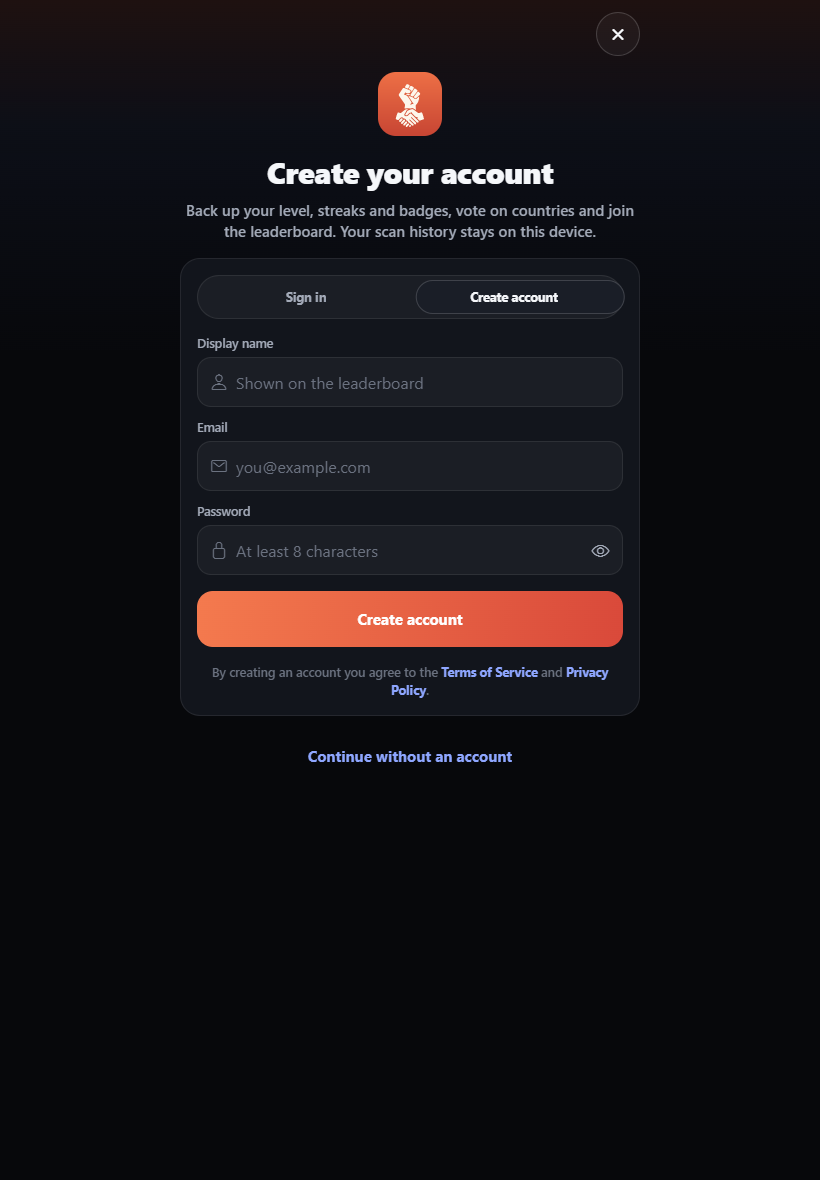 Create your account
Back up your level, streaks and badges, vote on countries and join
the leaderboard. Your scan history stays on this device.
Sign in
Create account
Display name
Shown on the leaderboard
Email
you@example.com
Password
At least 8 characters
Create account
By creating an account you agree to the Terms of Service and Privacy
Policy.
Continue without an account